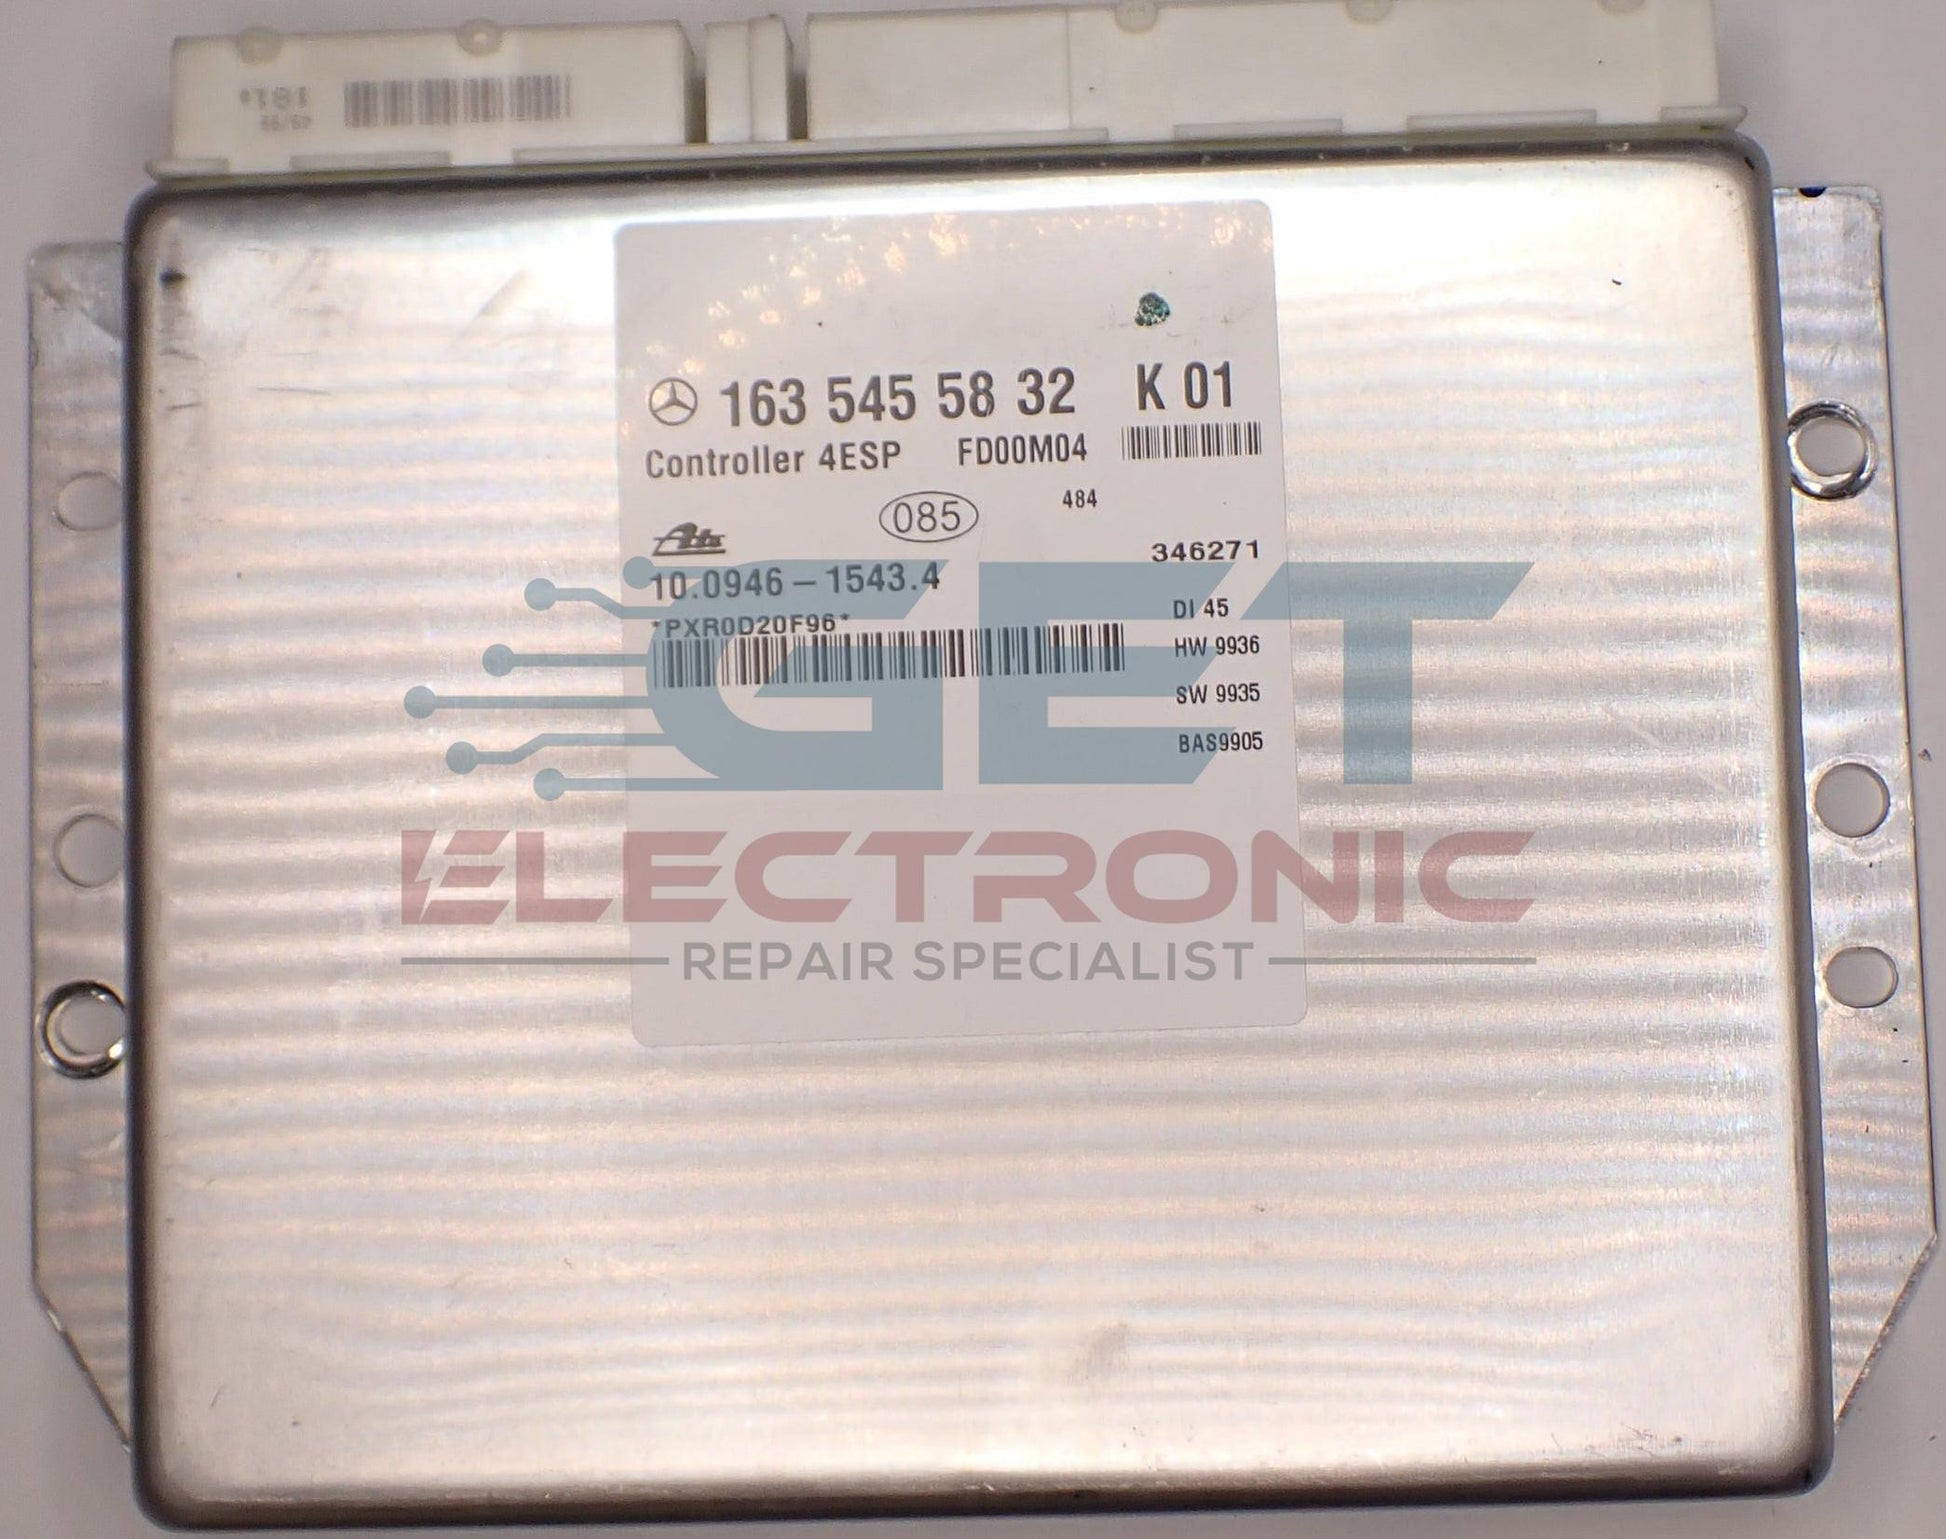 163 545 58 32 K 01
Controller 4ESP FD00M04
085 484
Ate
346271
10.0946-1543.4
*PXR0D20F96*
DI 45
HW 9936
SW 9935
BAS9905
GET
ELECTRONIC
REPAIR SPECIALIST